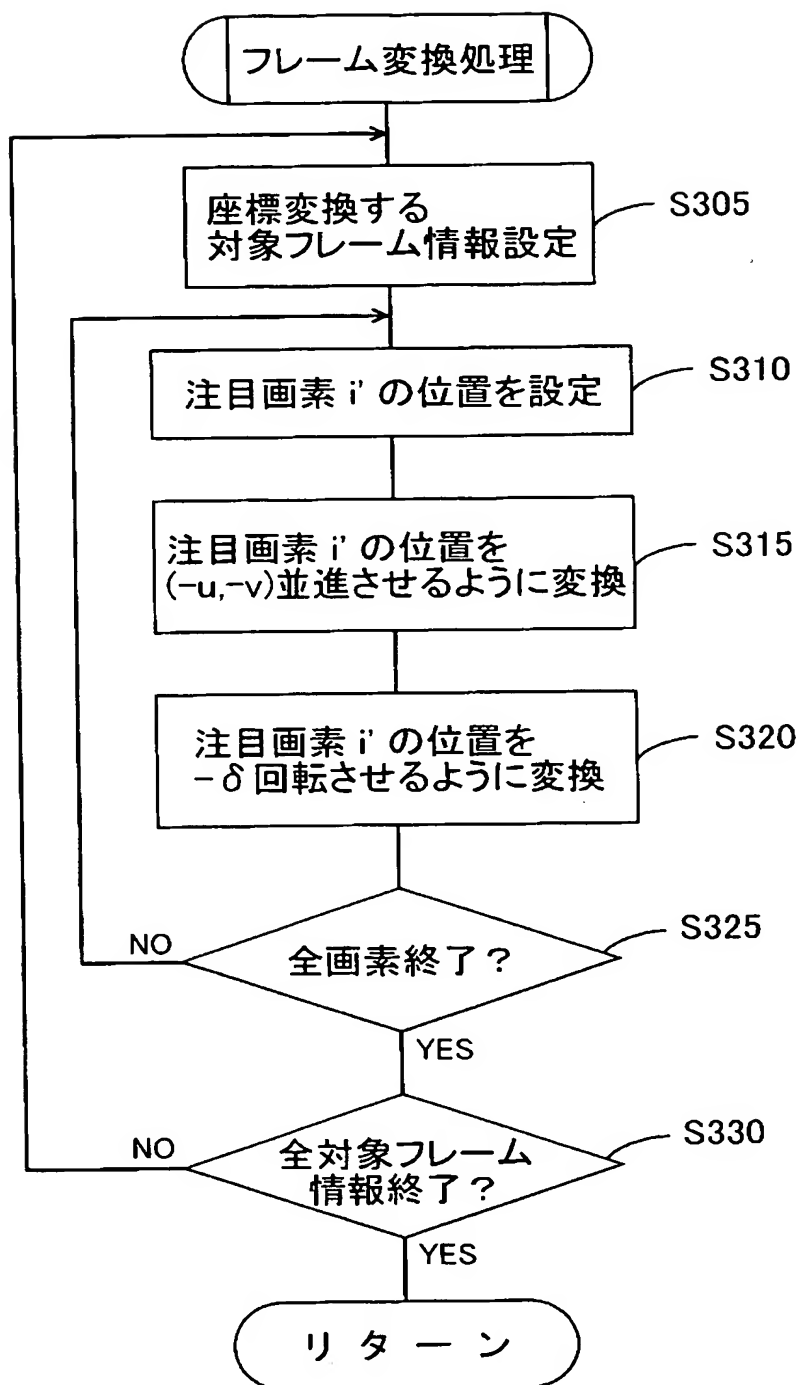 フレーム変換処理
座標変換する
対象フレーム情報設定
S305
注目画素 i' の位置を設定
S310
注目画素 i' の位置を
(-u,-v)並進させるように変換
S315
注目画素 i' の位置を
-δ回転させるように変換
S320
全画素終了?
S325
NO
YES
全対象フレーム
情報終了?
S330
NO
YES
リターン